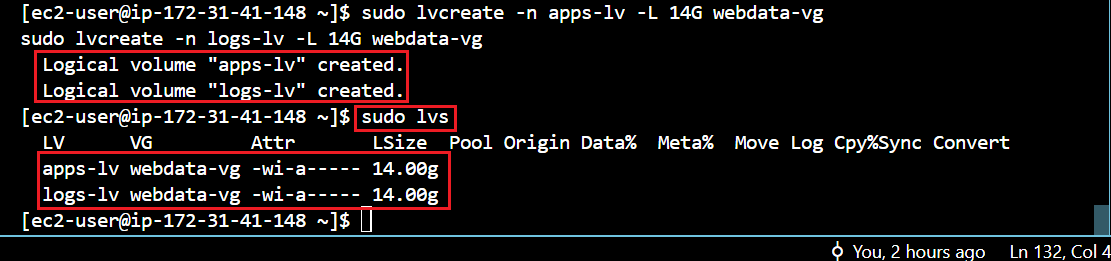 [ec2-user@ip-172-31-41-148 ~]$ sudo lvcreate -n apps-lv -L 14G webdata-vg
sudo lvcreate -n logs-lv -L 14G webdata-vg
  Logical volume "apps-lv" created.
  Logical volume "logs-lv" created.
[ec2-user@ip-172-31-41-148 ~]$ sudo lvs
  LV      VG         Attr       LSize  Pool Origin Data%  Meta%  Move Log Cpy%Sync Convert
  apps-lv webdata-vg -wi-a----- 14.00g
  logs-lv webdata-vg -wi-a----- 14.00g
[ec2-user@ip-172-31-41-148 ~]$
You, 2 hours ago Ln 132, Col 4